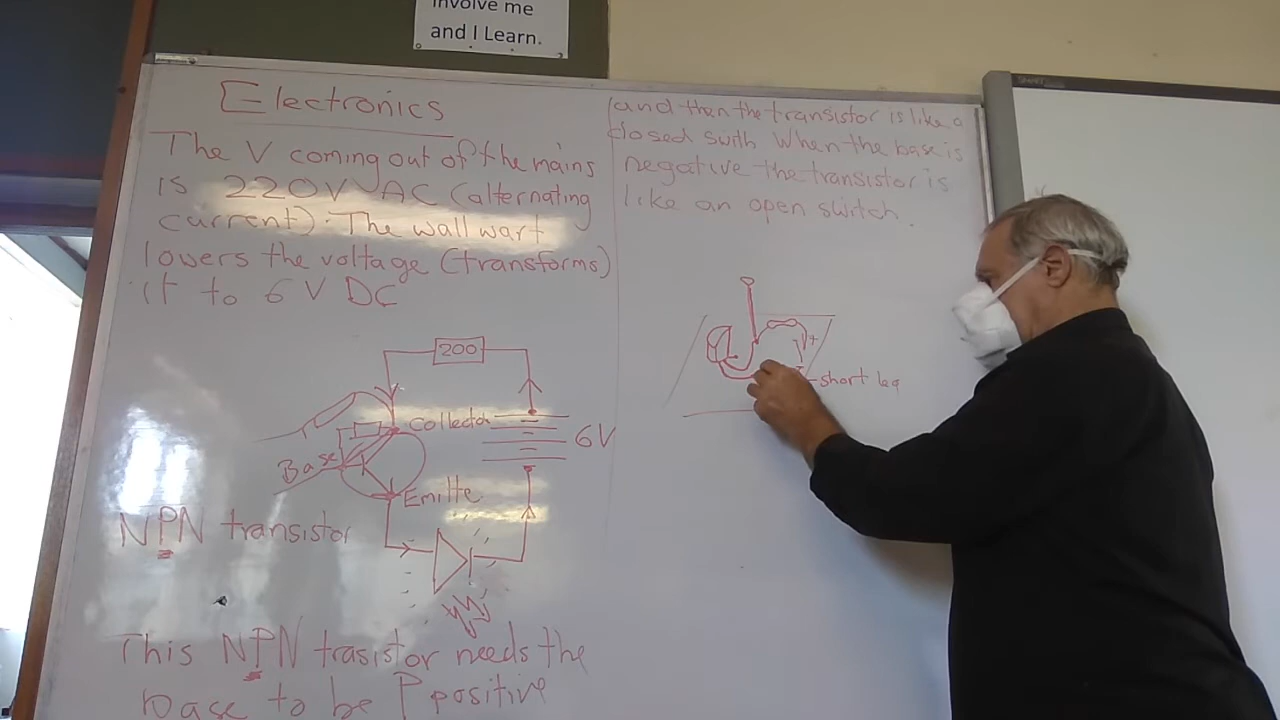 Involve me
and I Learn.
Electronics
The V coming out of the mains
is 220V AC (alternating
current). The wall wart
lowers the voltage (transforms)
it to 6 V DC
200
Collector
6V
Base
Emitte
NPN transistor
This NPN trasistor needs the
base to be P positive
and then the transistor is like a
closed swith When the base is
negative the transistor is
like an open switch.
+
- short leg